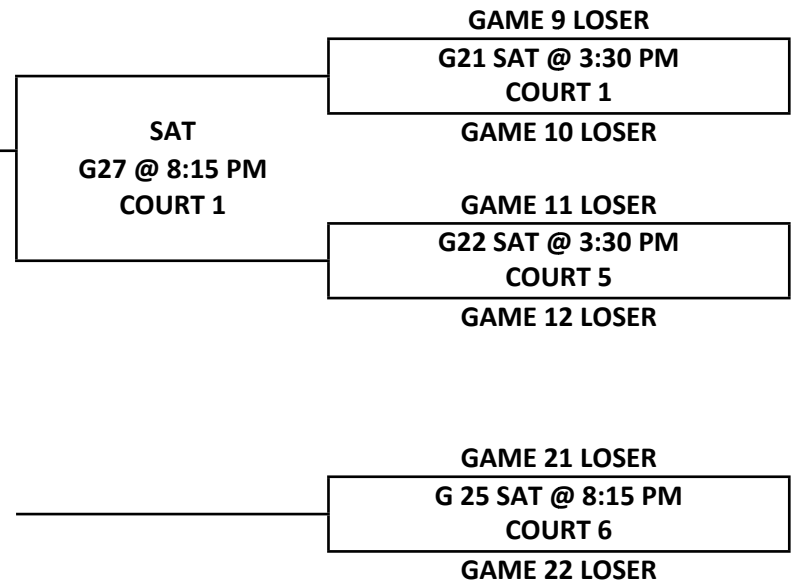 GAME 9 LOSER
G21 SAT @ 3:30 PM
COURT 1
GAME 10 LOSER
SAT
G27 @ 8:15 PM
COURT 1
GAME 11 LOSER
G22 SAT @ 3:30 PM
COURT 5
GAME 12 LOSER
GAME 21 LOSER
G 25 SAT @ 8:15 PM
COURT 6
GAME 22 LOSER